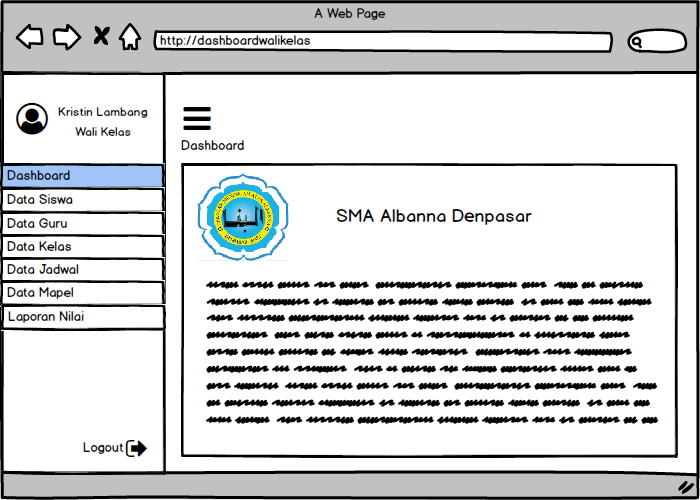 A Web Page
http://dashboardwalikelas
Kristin Lambang
Wali Kelas
Dashboard
Data Siswa
Data Guru
Data Kelas
Data Jadwal
Data Mapel
Laporan Nilai
Logout
Dashboard
SMA Albanna Denpasar